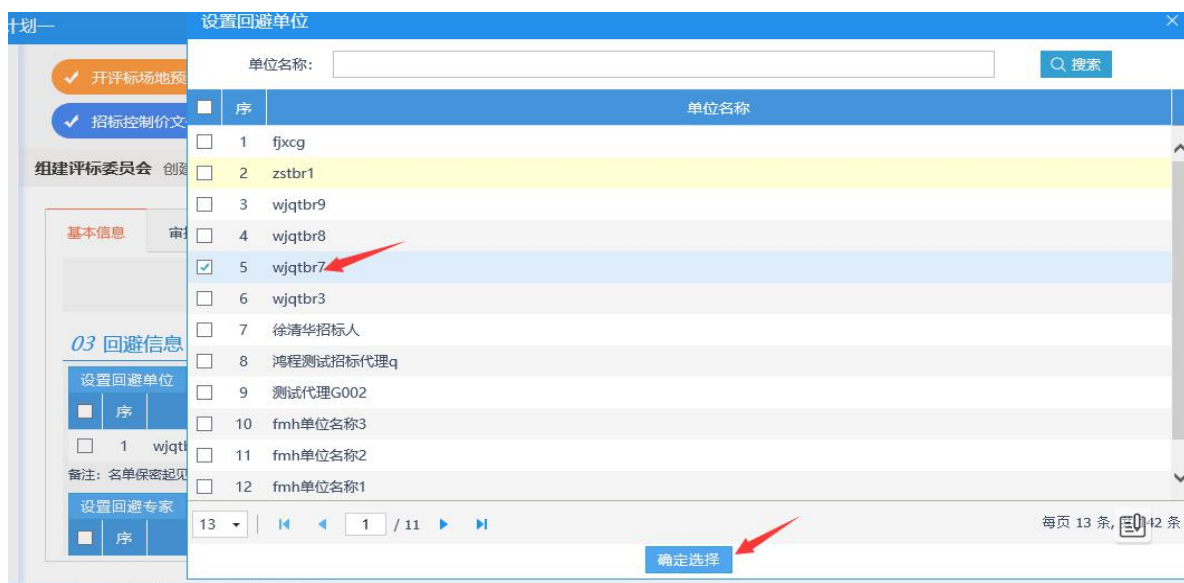 十划一
设置回避单位
单位名称:
搜索
开评标场地预
招标控制价文
序 单位名称
1 fjxcg
2 zstbr1
3 wjqtbr9
4 wjqtbr8
5 wjqtbr7
6 wjqtbr3
7 徐清华招标人
8 鸿程测试招标代理q
9 测试代理G002
10 fmh单位名称3
11 fmh单位名称2
12 fmh单位名称1
组建评标委员会 创建
基本信息
03 回避信息
设置回避单位
序
1 wjqtb
备注:名单保密起见
设置回避专家
序
13 1 / 11
每页 13 条, 42 条
确定选择